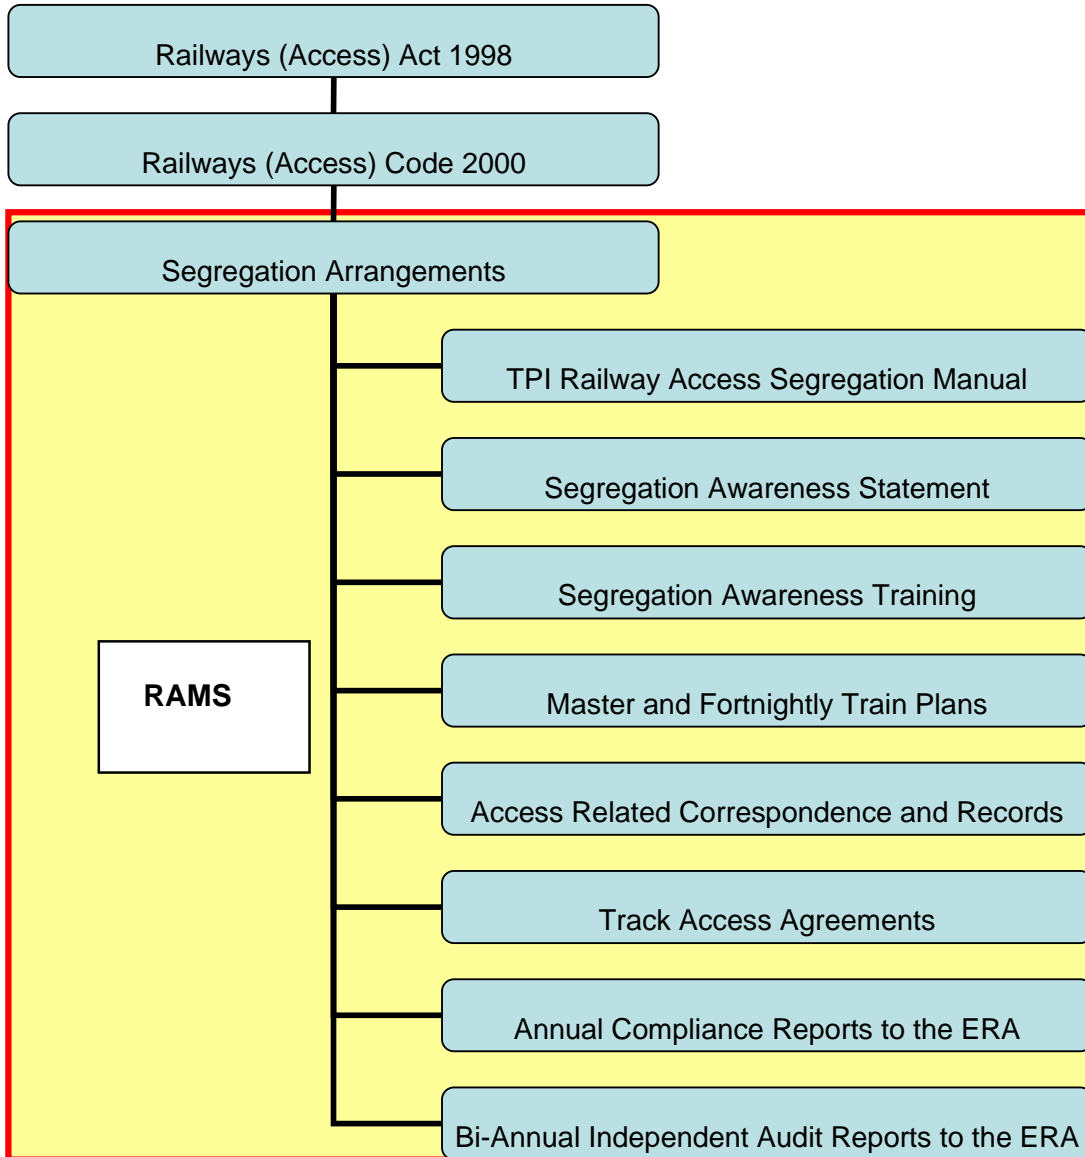 Railways (Access) Act 1998
Railways (Access) Code 2000
Segregation Arrangements
TPI Railway Access Segregation Manual
Segregation Awareness Statement
Segregation Awareness Training
RAMS
Master and Fortnightly Train Plans
Access Related Correspondence and Records
Track Access Agreements
Annual Compliance Reports to the ERA
Bi-Annual Independent Audit Reports to the ERA